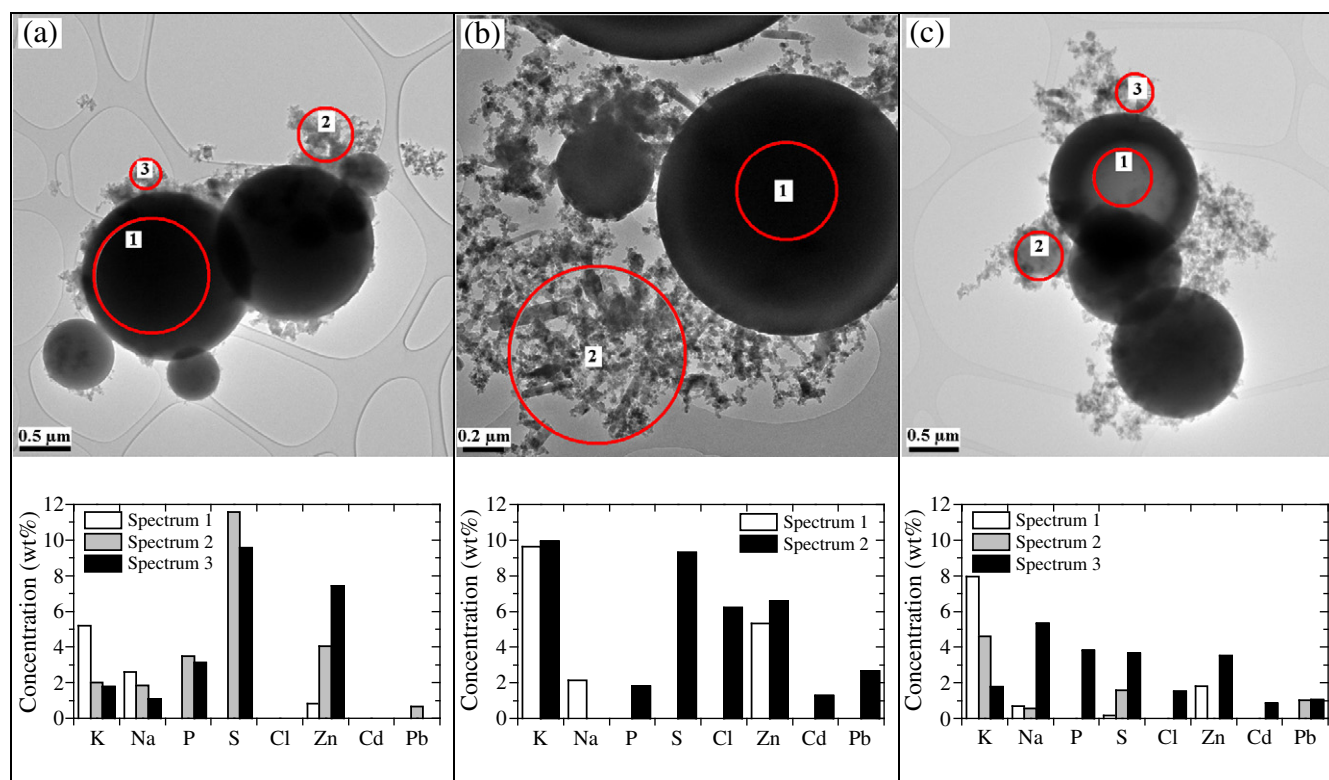 (a)
2
3
1
0.5 µm
(b)
1
2
0.2 µm
(c)
3
1
2
0.5 µm
Concentration (wt%)
12
10
8
6
4
2
0
Spectrum 1
Spectrum 2
Spectrum 3
K Na P S Cl Zn Cd Pb
Concentration (wt%)
12
10
8
6
4
2
0
Spectrum 1
Spectrum 2
K Na P S Cl Zn Cd Pb
Concentration (wt%)
12
10
8
6
4
2
0
Spectrum 1
Spectrum 2
Spectrum 3
K Na P S Cl Zn Cd Pb